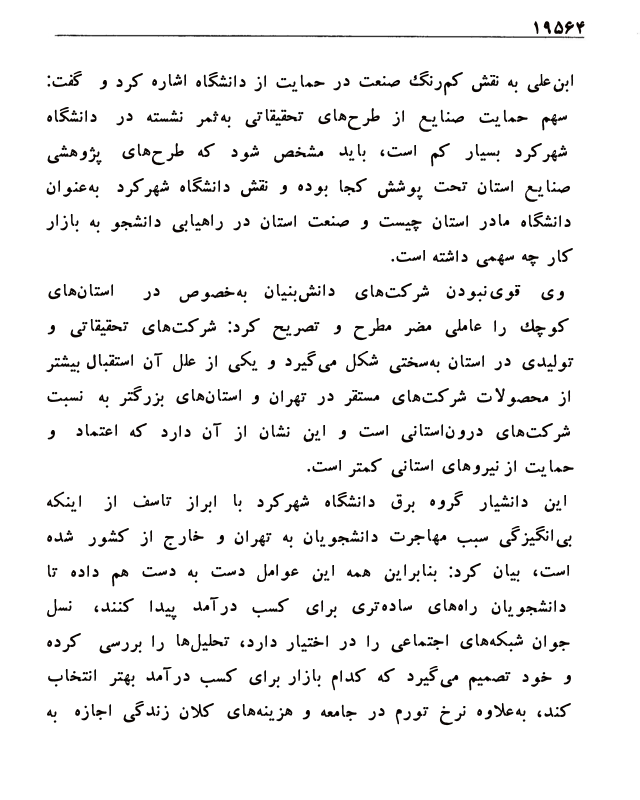 ۱۹۵۶۴
ابن‌علی به نقش کم‌رنگ صنعت در حمایت از دانشگاه اشاره کرد و گفت:
سهم حمایت صنایع از طرح‌های تحقیقاتی به‌ثمر نشسته در دانشگاه
شهرکرد بسیار کم است، باید مشخص شود که طرح‌های پژوهشی
صنایع استان تحت پوشش کجا بوده و نقش دانشگاه شهرکرد به‌عنوان
دانشگاه مادر استان چیست و صنعت استان در راهیابی دانشجو به بازار
کار چه سهمی داشته است.
وی قوی‌نبودن شرکت‌های دانش‌بنیان به‌خصوص در استان‌های
کوچك را عاملی مضر مطرح و تصریح کرد: شرکت‌های تحقیقاتی و
تولیدی در استان به‌سختی شکل می‌گیرد و یکی از علل آن استقبال بیشتر
از محصولات شرکت‌های مستقر در تهران و استان‌های بزرگتر به نسبت
شرکت‌های درون‌استانی است و این نشان از آن دارد که اعتماد و
حمایت از نیروهای استانی کمتر است.
این دانشیار گروه برق دانشگاه شهرکرد با ابراز تاسف از اینکه
بی‌انگیزگی سبب مهاجرت دانشجویان به تهران و خارج از کشور شده
است، بیان کرد: بنابراین همه این عوامل دست به دست هم داده تا
دانشجویان راه‌های ساده‌تری برای کسب درآمد پیدا کنند، نسل
جوان شبکه‌های اجتماعی را در اختیار دارد، تحلیل‌ها را بررسی کرده
و خود تصمیم می‌گیرد که کدام بازار برای کسب درآمد بهتر انتخاب
کند، به‌علاوه نرخ تورم در جامعه و هزینه‌های کلان زندگی اجازه به